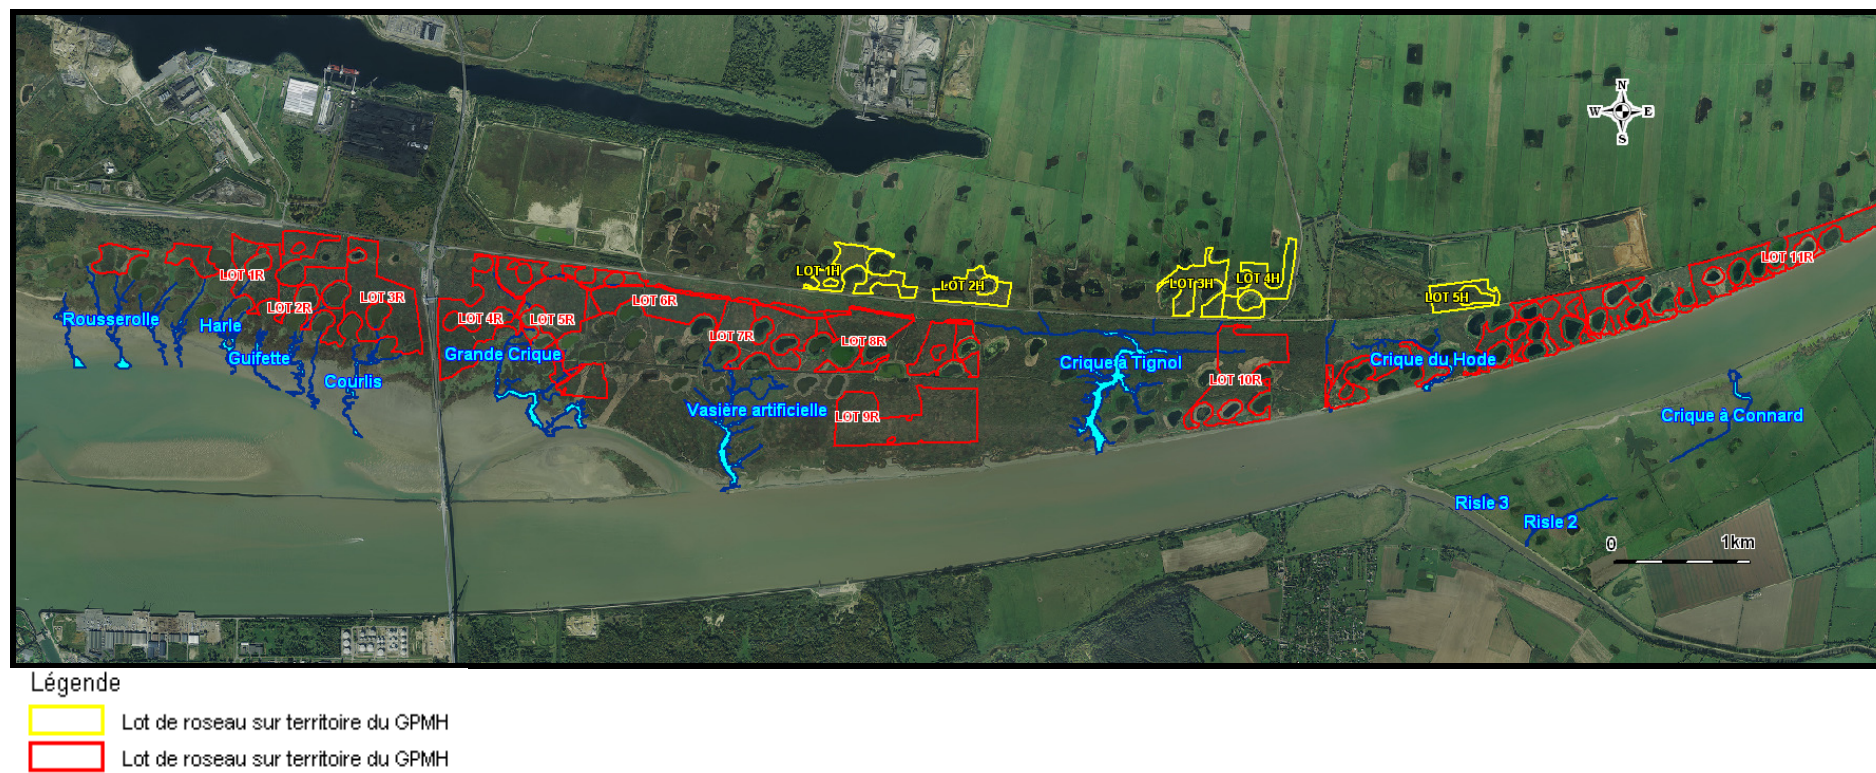 N
W E
S
LOT 1R
LOT 2R
LOT 3R
LOT 4R
LOT 5R
LOT 6R
LOT 7R
LOT 8R
LOT 9R
LOT 10R
LOT 11R
LOT 1H
LOT 2H
LOT 3H
LOT 4H
LOT 5H
Rousserolle
Harle
Guifette
Courlis
Grande Crique
Vasière artificielle
Crique à Tignol
Crique du Hode
Crique à Connard
Risle 3
Risle 2
0 1km
Légende
Lot de roseau sur territoire du GPMH
Lot de roseau sur territoire du GPMH